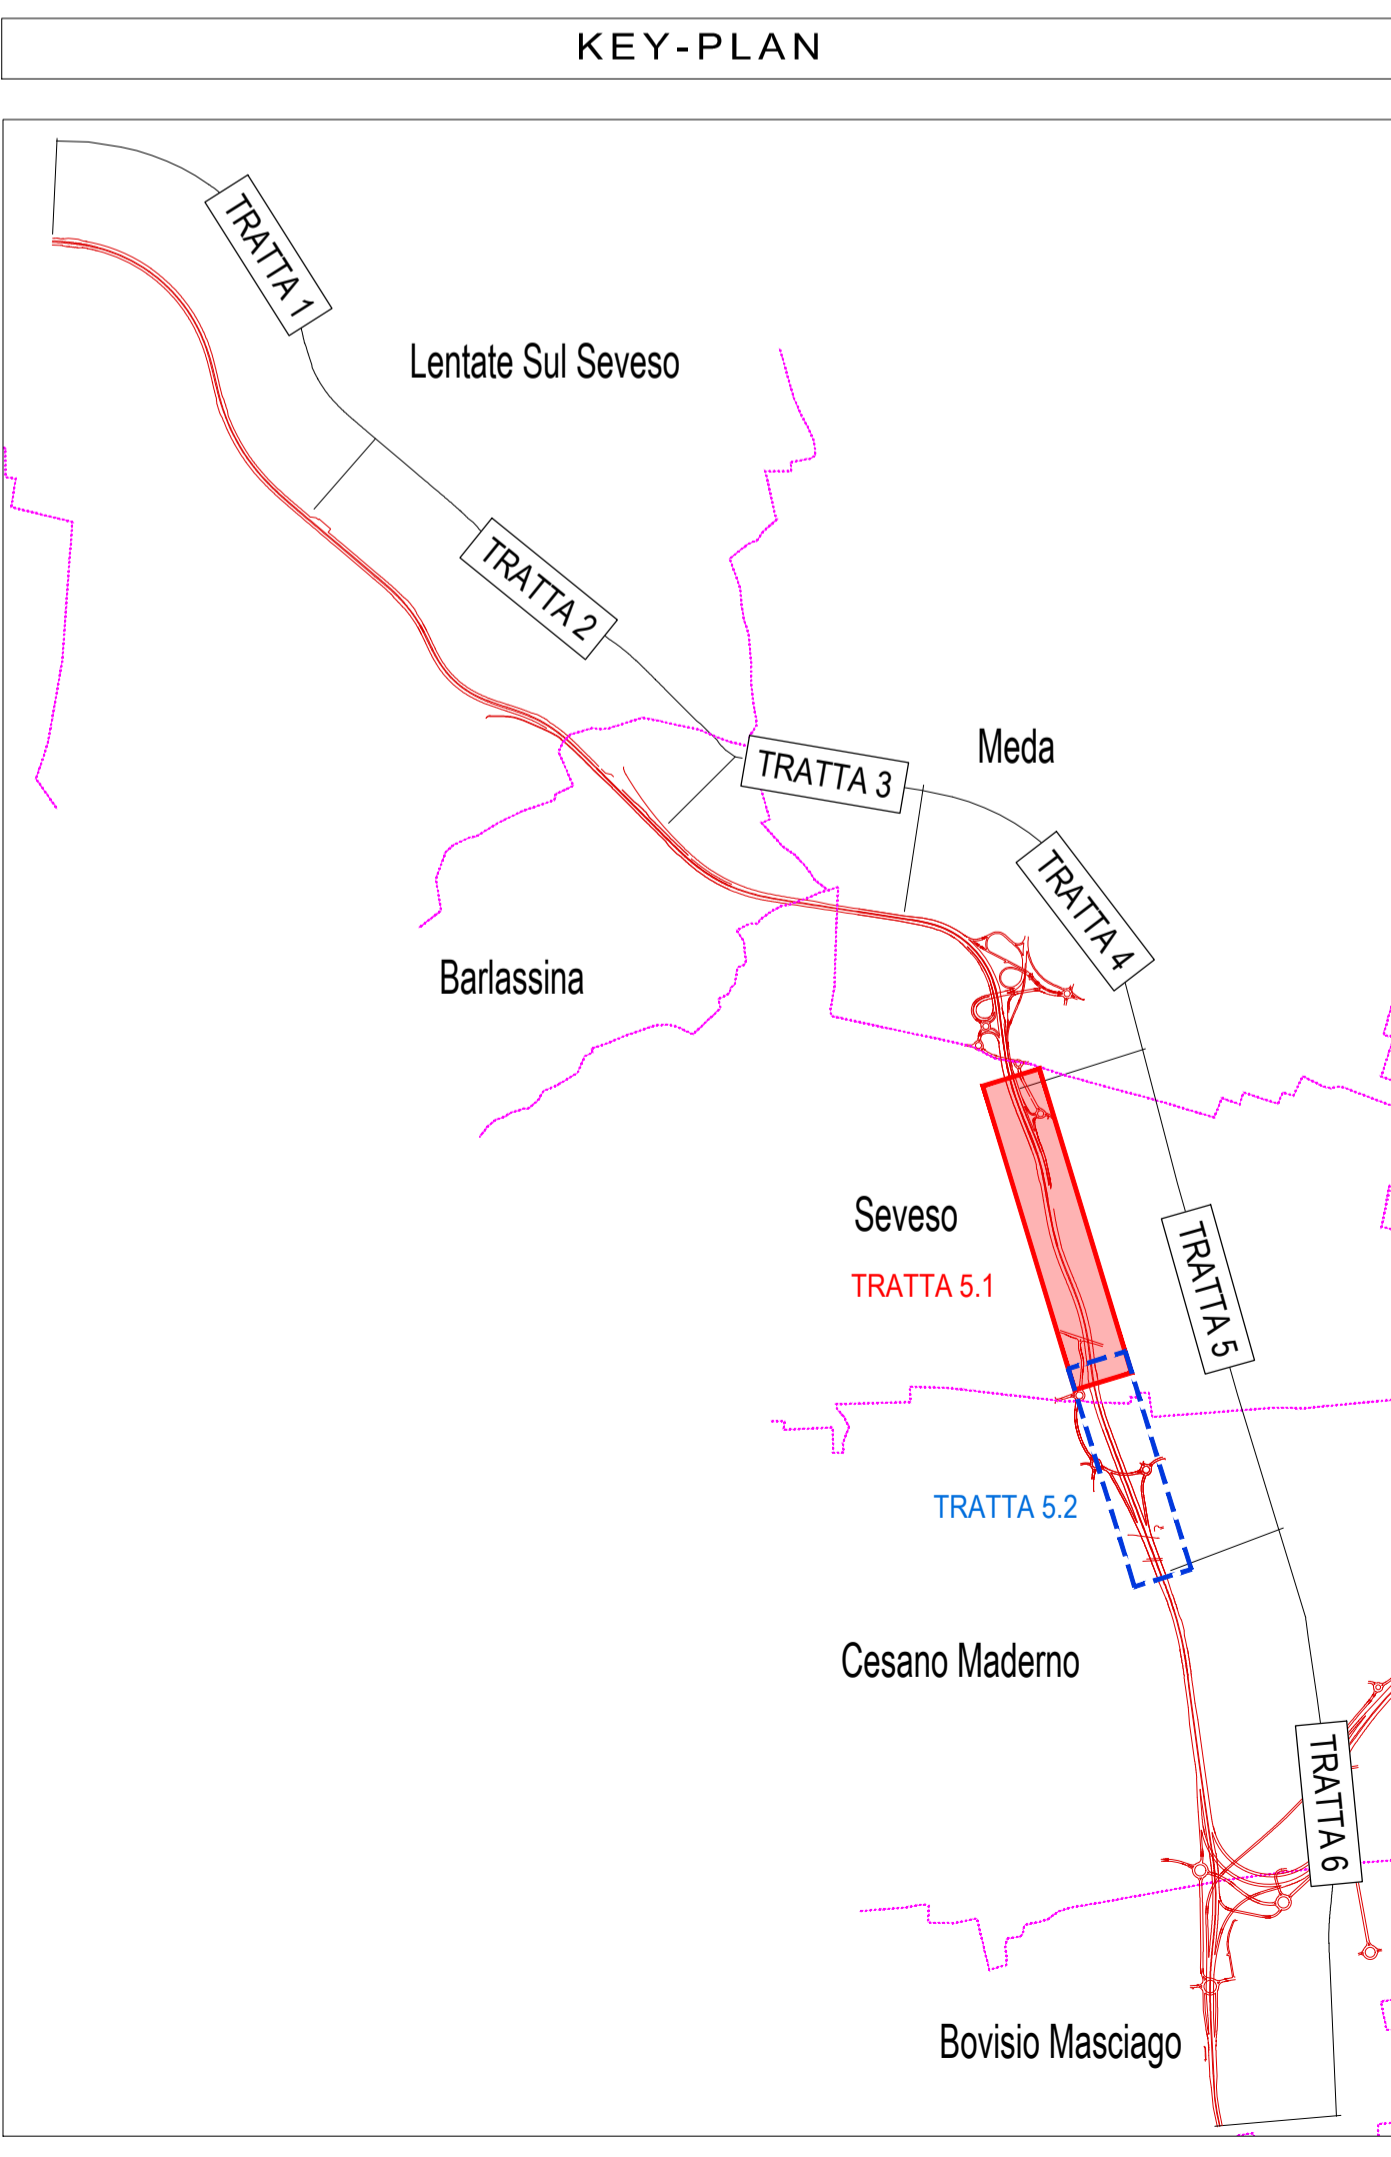 KEY-PLAN
TRATTA 1
Lentate Sul Seveso
TRATTA 2
Meda
TRATTA 3
TRATTA 4
Barlassina
Seveso
TRATTA 5.1
TRATTA 5
TRATTA 5.2
Cesano Maderno
TRATTA 6
Bovisio Masciago